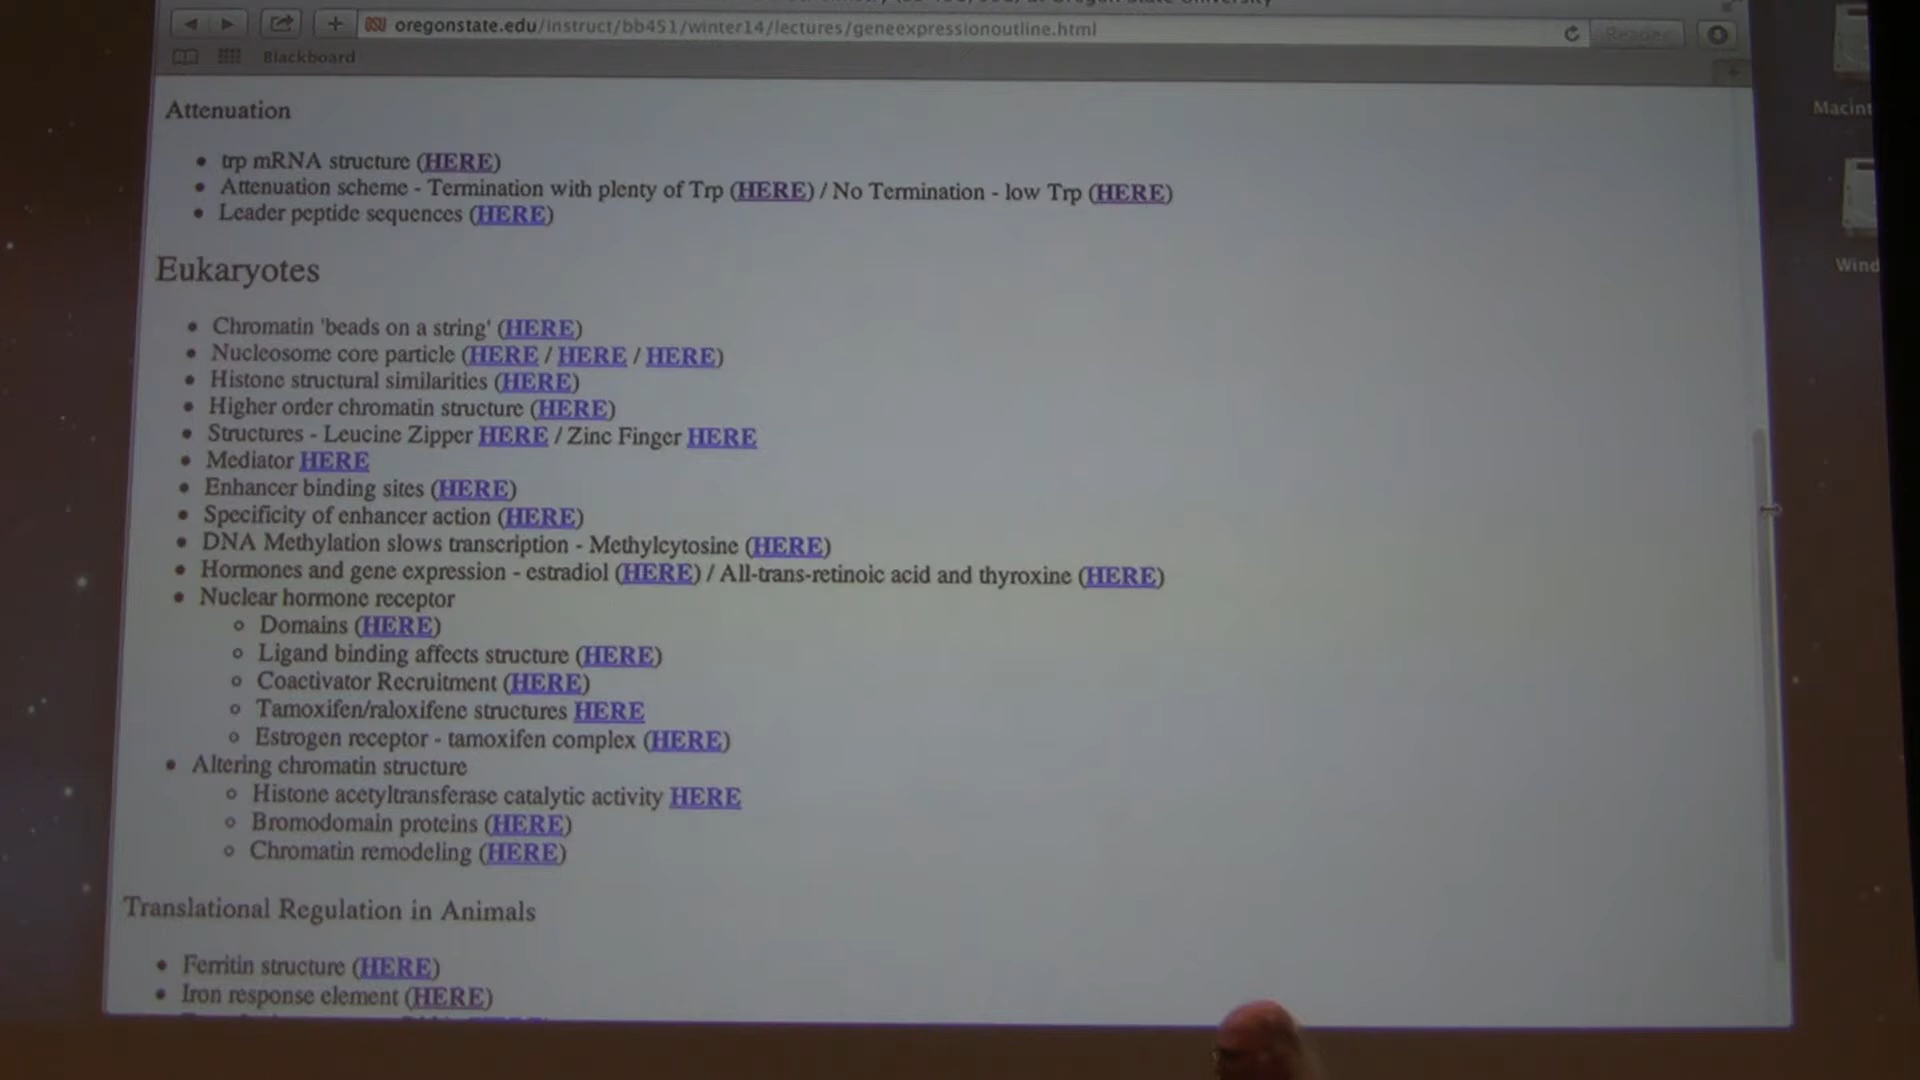 University
oregonstate.edu/instruct/bb451/winter14/lectures/geneexpressionoutline.html
Reader
Blackboard
Macint
Wind
Attenuation
• trp mRNA structure (HERE)
• Attenuation scheme - Termination with plenty of Trp (HERE) / No Termination - low Trp (HERE)
• Leader peptide sequences (HERE)
Eukaryotes
• Chromatin 'beads on a string' (HERE)
• Nucleosome core particle (HERE / HERE / HERE)
• Histone structural similarities (HERE)
• Higher order chromatin structure (HERE)
• Structures - Leucine Zipper HERE / Zinc Finger HERE
• Mediator HERE
• Enhancer binding sites (HERE)
• Specificity of enhancer action (HERE)
• DNA Methylation slows transcription - Methylcytosine (HERE)
• Hormones and gene expression - estradiol (HERE) / All-trans-retinoic acid and thyroxine (HERE)
• Nuclear hormone receptor
◦ Domains (HERE)
◦ Ligand binding affects structure (HERE)
◦ Coactivator Recruitment (HERE)
◦ Tamoxifen/raloxifene structures HERE
◦ Estrogen receptor - tamoxifen complex (HERE)
• Altering chromatin structure
◦ Histone acetyltransferase catalytic activity HERE
◦ Bromodomain proteins (HERE)
◦ Chromatin remodeling (HERE)
Translational Regulation in Animals
• Ferritin structure (HERE)
• Iron response element (HERE)